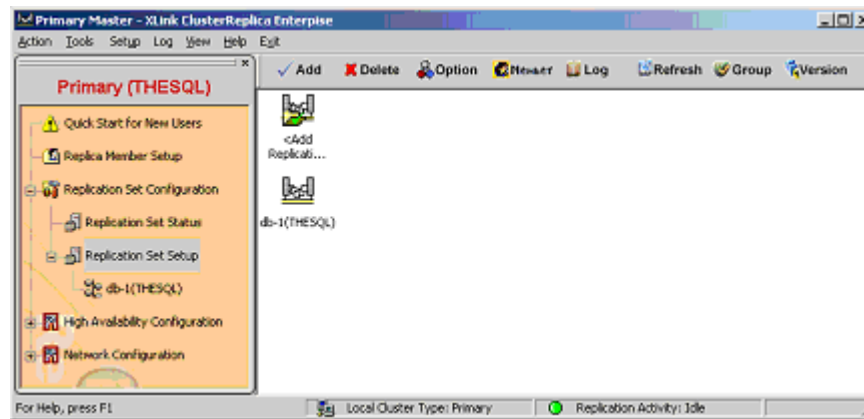 Primary Master - XLink ClusterReplica Enterpise
Action Tools Setup Log View Help Exit
Add Delete Option Member Log Refresh Group Version
Primary (THESQL)
Quick Start for New Users
Replica Member Setup
Replication Set Configuration
Replication Set Status
Replication Set Setup
db-1(THESQL)
High Availability Configuration
Network Configuration
<Add
Replicati...
db-1(THESQL)
For Help, press F1
Local Cluster Type: Primary
Replication Activity: Idle